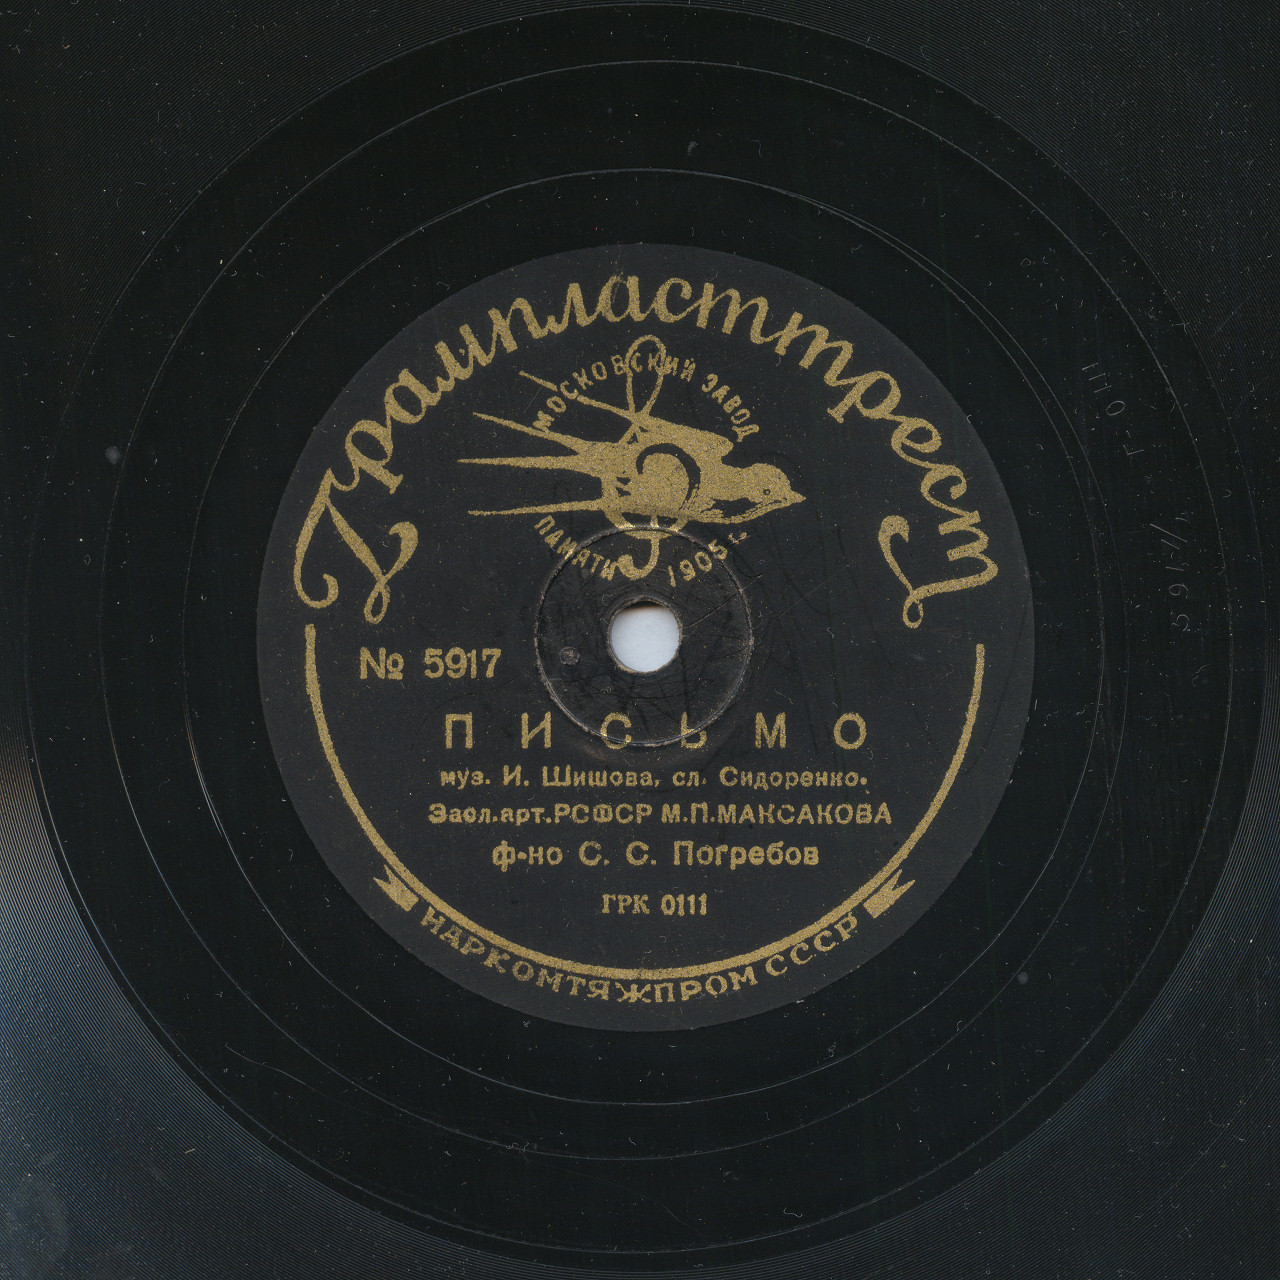 Грампласттрест
МОСКОВСКИЙ ЗАВОД
ПАМЯТИ 1905 г.
№ 5917
ПИСЬМО
муз. И. Шишова, сл. Сидоренко.
Засл.арт.РСФСР М.П.МАКСАКОВА
ф-но С. С. Погребов
ГРК 0111
НАРКОМТЯЖПРОМ СССР